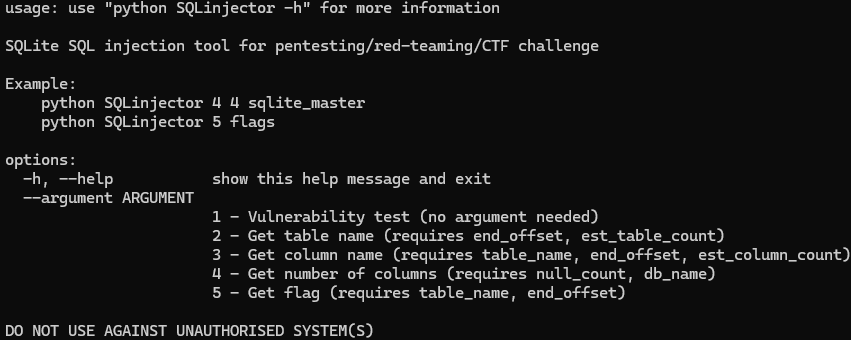 usage: use "python SQLinjector -h" for more information
SQLite SQL injection tool for pentesting/red-teaming/CTF challenge
Example:
python SQLinjector 4 4 sqlite_master
python SQLinjector 5 flags
options:
-h, --help show this help message and exit
--argument ARGUMENT
1 - Vulnerability test (no argument needed)
2 - Get table name (requires end_offset, est_table_count)
3 - Get column name (requires table_name, end_offset, est_column_count)
4 - Get number of columns (requires null_count, db_name)
5 - Get flag (requires table_name, end_offset)
DO NOT USE AGAINST UNAUTHORISED SYSTEM(S)